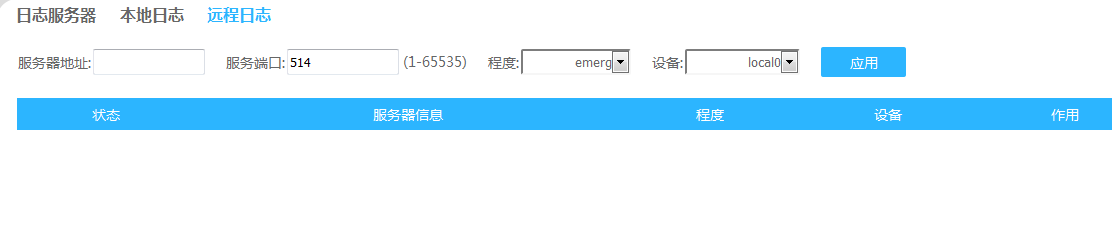 日志服务器 本地日志 远程日志
服务器地址: 服务端口: 514 (1-65535) 程度: emerg 设备: local0 应用
状态 服务器信息 程度 设备 作用